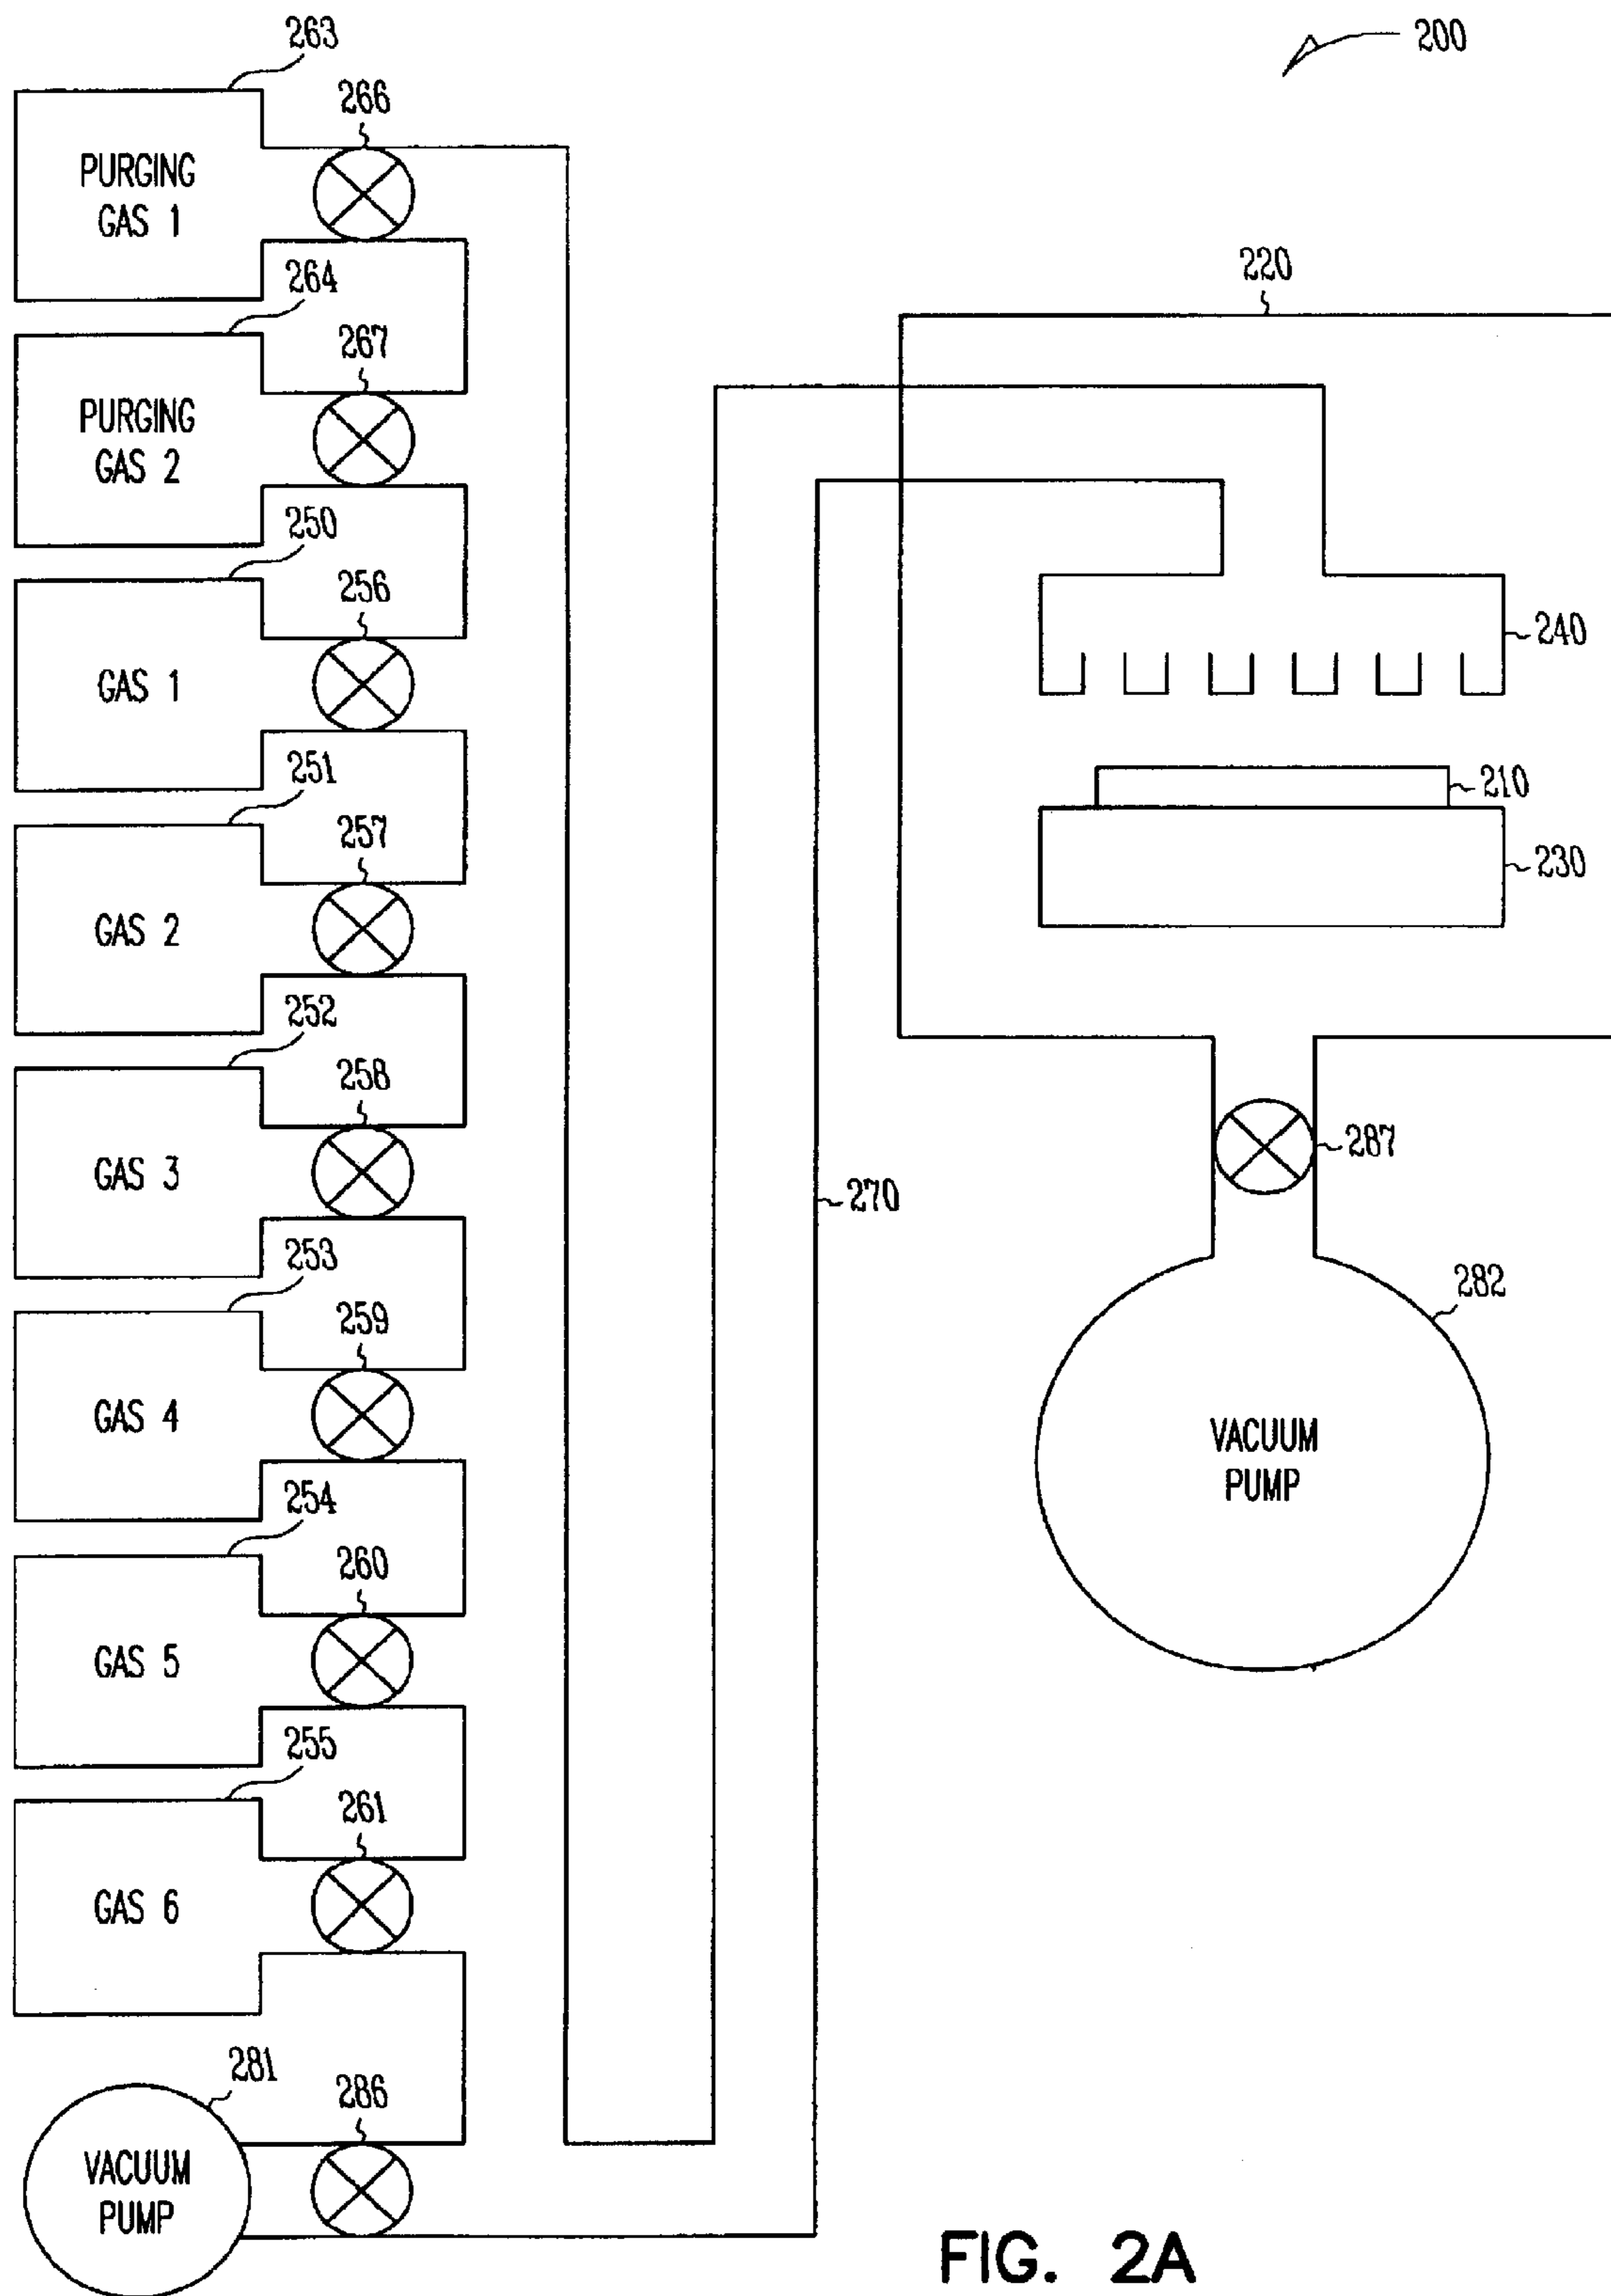 263
200
266
PURGING
GAS 1
264
220
267
PURGING
GAS 2
250
256
240
GAS 1
251
210
257
230
GAS 2
252
258
287
GAS 3
270
253
282
259
GAS 4
VACUUM
PUMP
254
260
GAS 5
255
261
GAS 6
281
286
VACUUM
PUMP
FIG. 2A